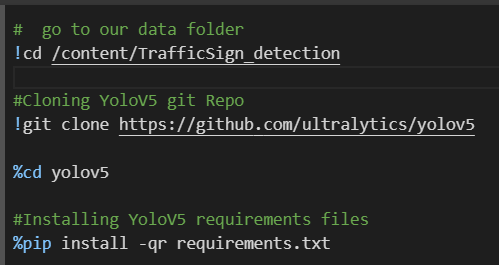 #  go to our data folder
!cd /content/TrafficSign_detection
#Cloning YoloV5 git Repo
!git clone https://github.com/ultralytics/yolov5
%cd yolov5
#Installing YoloV5 requirements files
%pip install -qr requirements.txt